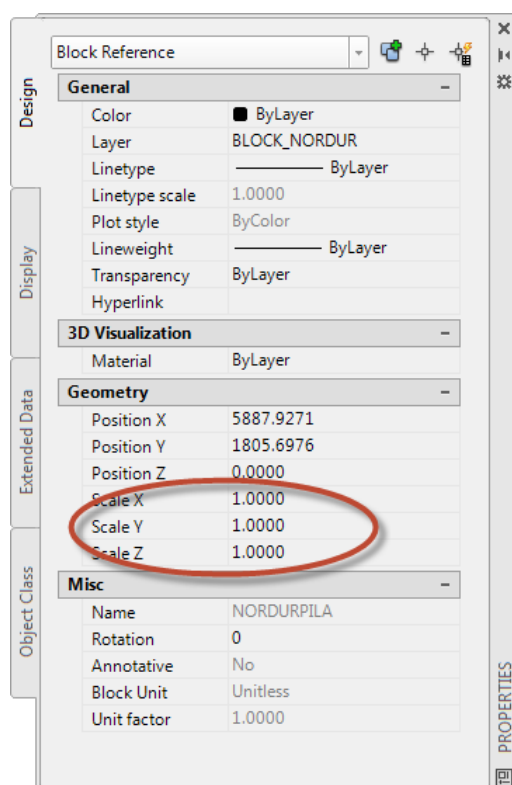 Block Reference
General
Color ByLayer
Layer BLOCK_NORDUR
Linetype ByLayer
Linetype scale 1.0000
Plot style ByColor
Lineweight ByLayer
Transparency ByLayer
Hyperlink
3D Visualization
Material ByLayer
Geometry
Position X 5887.9271
Position Y 1805.6976
Position Z 0.0000
Scale X 1.0000
Scale Y 1.0000
Scale Z 1.0000
Misc
Name NORDURPILA
Rotation 0
Annotative No
Block Unit Unitless
Unit factor 1.0000
Design
Display
Extended Data
Object Class
PROPERTIES